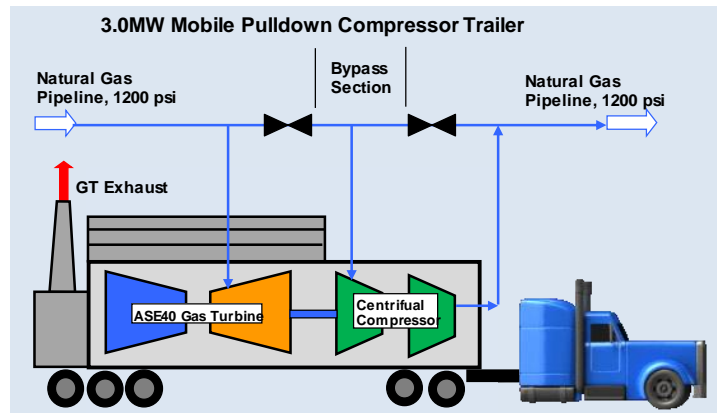 3.0MW Mobile Pulldown Compressor Trailer
Natural Gas
Pipeline, 1200 psi
Bypass
Section
Natural Gas
Pipeline, 1200 psi
GT Exhaust
ASE40 Gas Turbine
Centrifual
Compressor